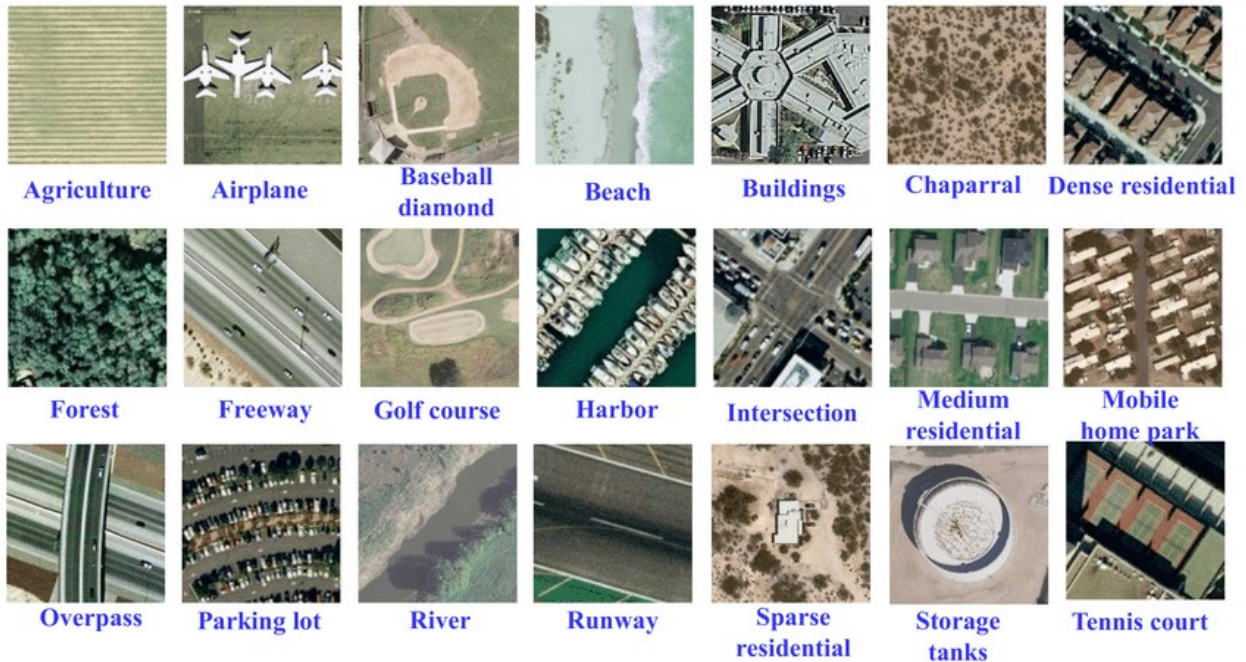 Agriculture
Airplane
Baseball
diamond
Beach
Buildings
Chaparral
Dense residential
Forest
Freeway
Golf course
Harbor
Intersection
Medium
residential
Mobile
home park
Overpass
Parking lot
River
Runway
Sparse
residential
Storage
tanks
Tennis court